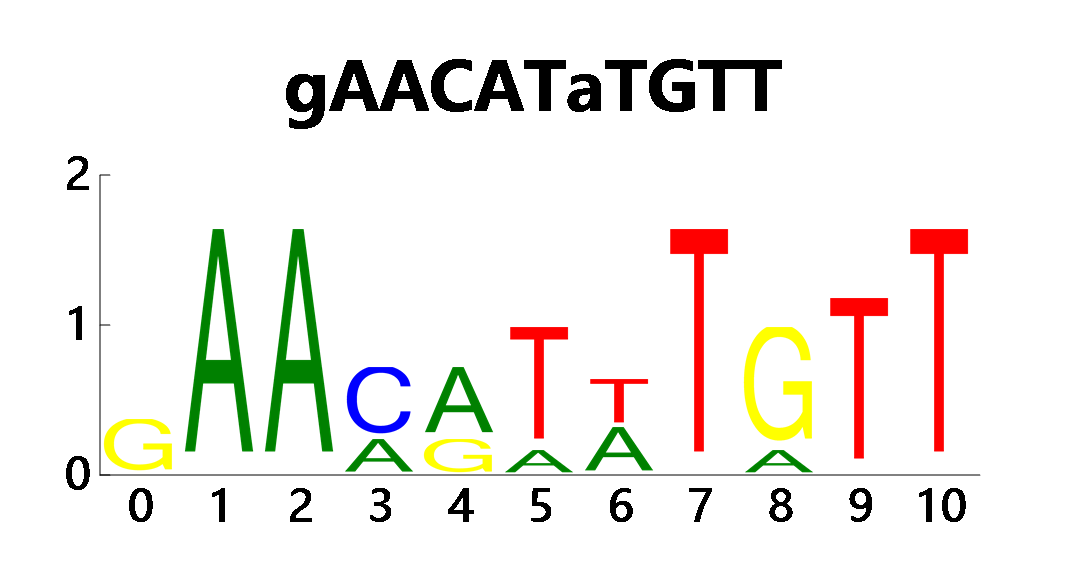 gAACATaTGTT
2
1
0
G A A C A T T T G T T
A G A A A
0 1 2 3 4 5 6 7 8 9 10